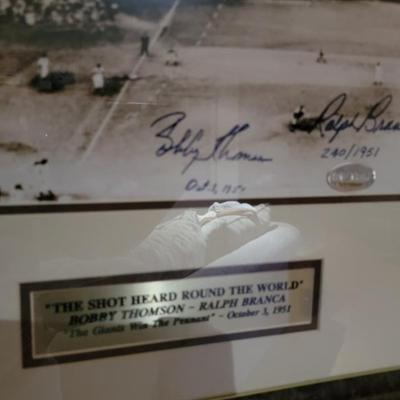 Bobby Thomson
Ralph Branca
240/1951
Oct 3, 1951
"THE SHOT HEARD ROUND THE WORLD"
BOBBY THOMSON ~ RALPH BRANCA
"The Giants Win The Pennant" ~ October 3, 1951